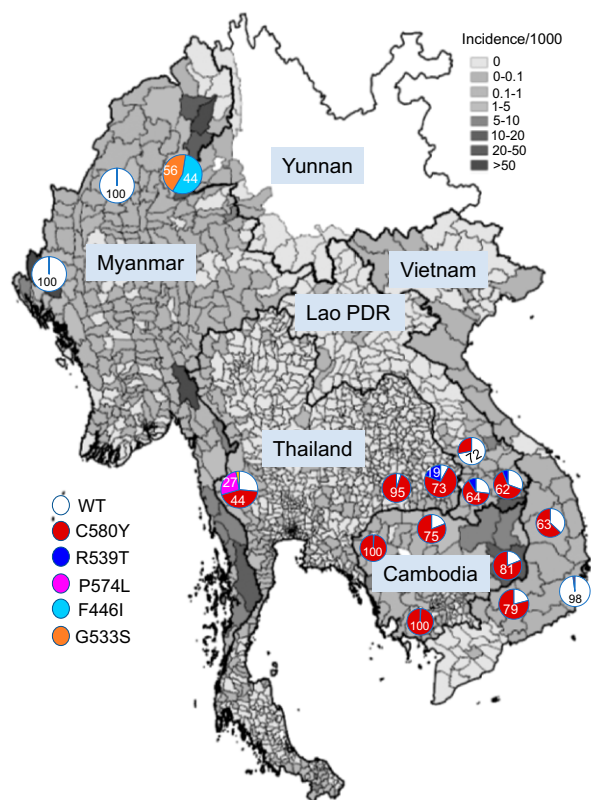 Incidence/1000
0
0-0.1
0.1-1
1-5
5-10
10-20
20-50
>50
Yunnan
56
44
100
100
Myanmar
Vietnam
Lao PDR
Thailand
72
27
44
95
19
73
64
62
63
75
100
81
Cambodia
98
79
100
WT
C580Y
R539T
P574L
F446I
G533S